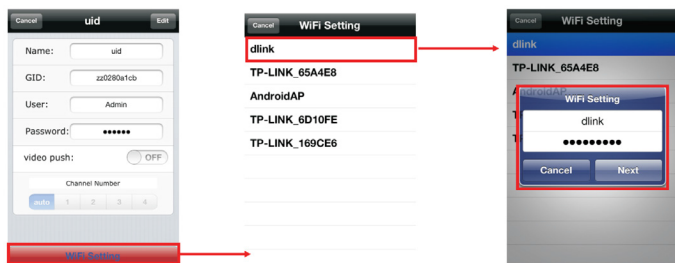 Cancel
uid
Edit
Name:
uid
GID:
zz0280a1cb
User:
Admin
Password:
●●●●●●
video push:
OFF
Channel Number
auto
1
2
3
4
WiFi Setting
Cancel
WiFi Setting
dlink
TP-LINK_65A4E8
AndroidAP
TP-LINK_6D10FE
TP-LINK_169CE6
Cancel
WiFi Setting
dlink
TP-LINK_65A4E8
AndroidAP
T
T
WiFi Setting
dlink
●●●●●●●●●
Cancel
Next